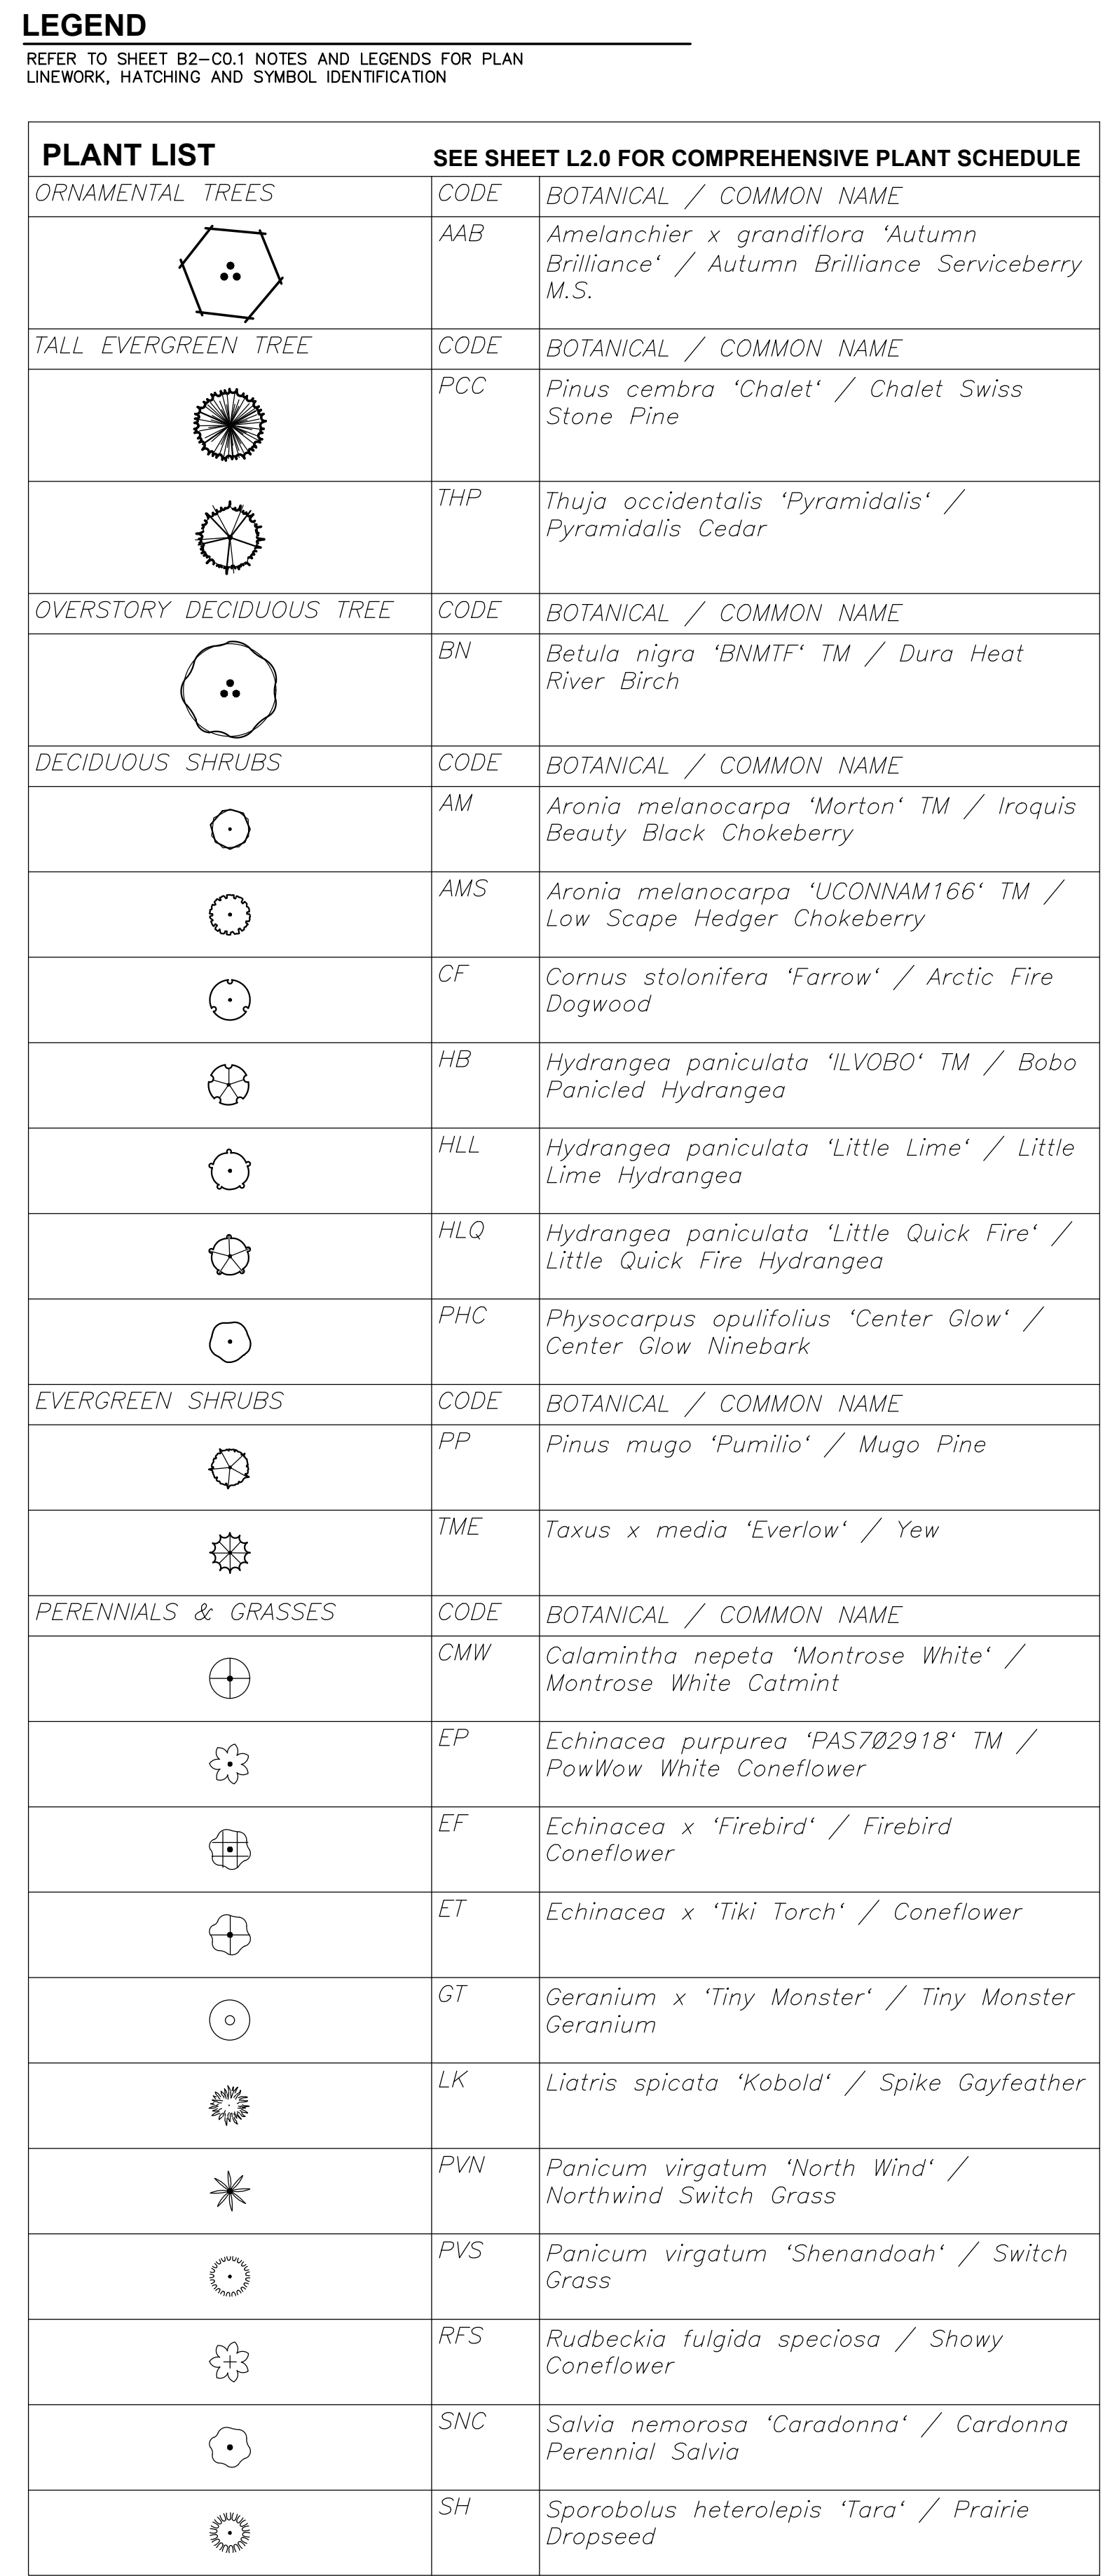 LEGEND
REFER TO SHEET B2-C0.1 NOTES AND LEGENDS FOR PLAN
LINEWORK, HATCHING AND SYMBOL IDENTIFICATION
PLANT LIST SEE SHEET L2.0 FOR COMPREHENSIVE PLANT SCHEDULE
ORNAMENTAL TREES CODE BOTANICAL / COMMON NAME
AAB Amelanchier x grandiflora ‘Autumn
Brilliance‘ / Autumn Brilliance Serviceberry
M.S.
TALL EVERGREEN TREE CODE BOTANICAL / COMMON NAME
PCC Pinus cembra ‘Chalet‘ / Chalet Swiss
Stone Pine
THP Thuja occidentalis ‘Pyramidalis‘ /
Pyramidalis Cedar
OVERSTORY DECIDUOUS TREE CODE BOTANICAL / COMMON NAME
BN Betula nigra ‘BNMTF‘ TM / Dura Heat
River Birch
DECIDUOUS SHRUBS CODE BOTANICAL / COMMON NAME
AM Aronia melanocarpa ‘Morton‘ TM / Iroquis
Beauty Black Chokeberry
AMS Aronia melanocarpa ‘UCONNAM166‘ TM /
Low Scape Hedger Chokeberry
CF Cornus stolonifera ‘Farrow‘ / Arctic Fire
Dogwood
HB Hydrangea paniculata ‘ILVOBO‘ TM / Bobo
Panicled Hydrangea
HLL Hydrangea paniculata ‘Little Lime‘ / Little
Lime Hydrangea
HLQ Hydrangea paniculata ‘Little Quick Fire‘ /
Little Quick Fire Hydrangea
PHC Physocarpus opulifolius ‘Center Glow‘ /
Center Glow Ninebark
EVERGREEN SHRUBS CODE BOTANICAL / COMMON NAME
PP Pinus mugo ‘Pumilio‘ / Mugo Pine
TME Taxus x media ‘Everlow‘ / Yew
PERENNIALS & GRASSES CODE BOTANICAL / COMMON NAME
CMW Calamintha nepeta ‘Montrose White‘ /
Montrose White Catmint
EP Echinacea purpurea ‘PAS702918‘ TM /
PowWow White Coneflower
EF Echinacea x ‘Firebird‘ / Firebird
Coneflower
ET Echinacea x ‘Tiki Torch‘ / Coneflower
GT Geranium x ‘Tiny Monster‘ / Tiny Monster
Geranium
LK Liatris spicata ‘Kobold‘ / Spike Gayfeather
PVN Panicum virgatum ‘North Wind‘ /
Northwind Switch Grass
PVS Panicum virgatum ‘Shenandoah‘ / Switch
Grass
RFS Rudbeckia fulgida speciosa / Showy
Coneflower
SNC Salvia nemorosa ‘Caradonna‘ / Cardonna
Perennial Salvia
SH Sporobolus heterolepis ‘Tara‘ / Prairie
Dropseed